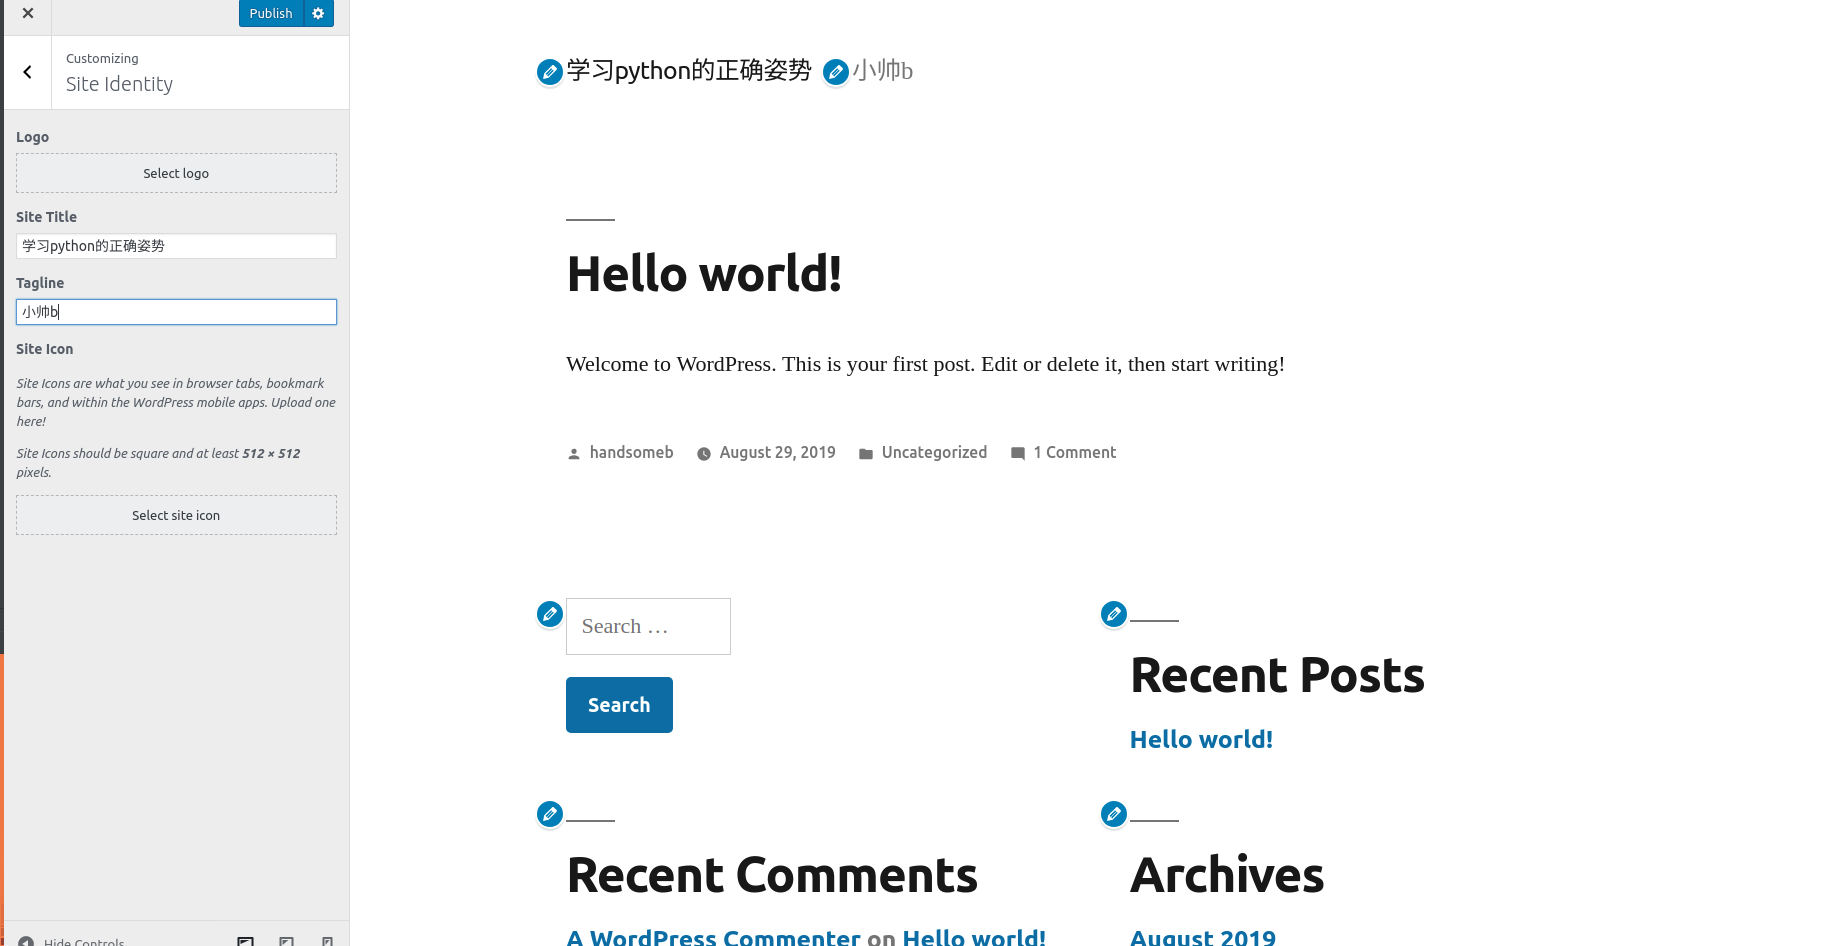 Publish
Customizing
Site Identity
Logo
Select logo
Site Title
学习python的正确姿势
Tagline
小帅b
Site Icon
Site Icons are what you see in browser tabs, bookmark
bars, and within the WordPress mobile apps. Upload one
here!
Site Icons should be square and at least 512 × 512
pixels.
Select site icon
Hide Controls
学习python的正确姿势 小帅b
Hello world!
Welcome to WordPress. This is your first post. Edit or delete it, then start writing!
handsomeb August 29, 2019 Uncategorized 1 Comment
Search …
Search
Recent Posts
Hello world!
Recent Comments
A WordPress Commenter on Hello world!
Archives
August 2019